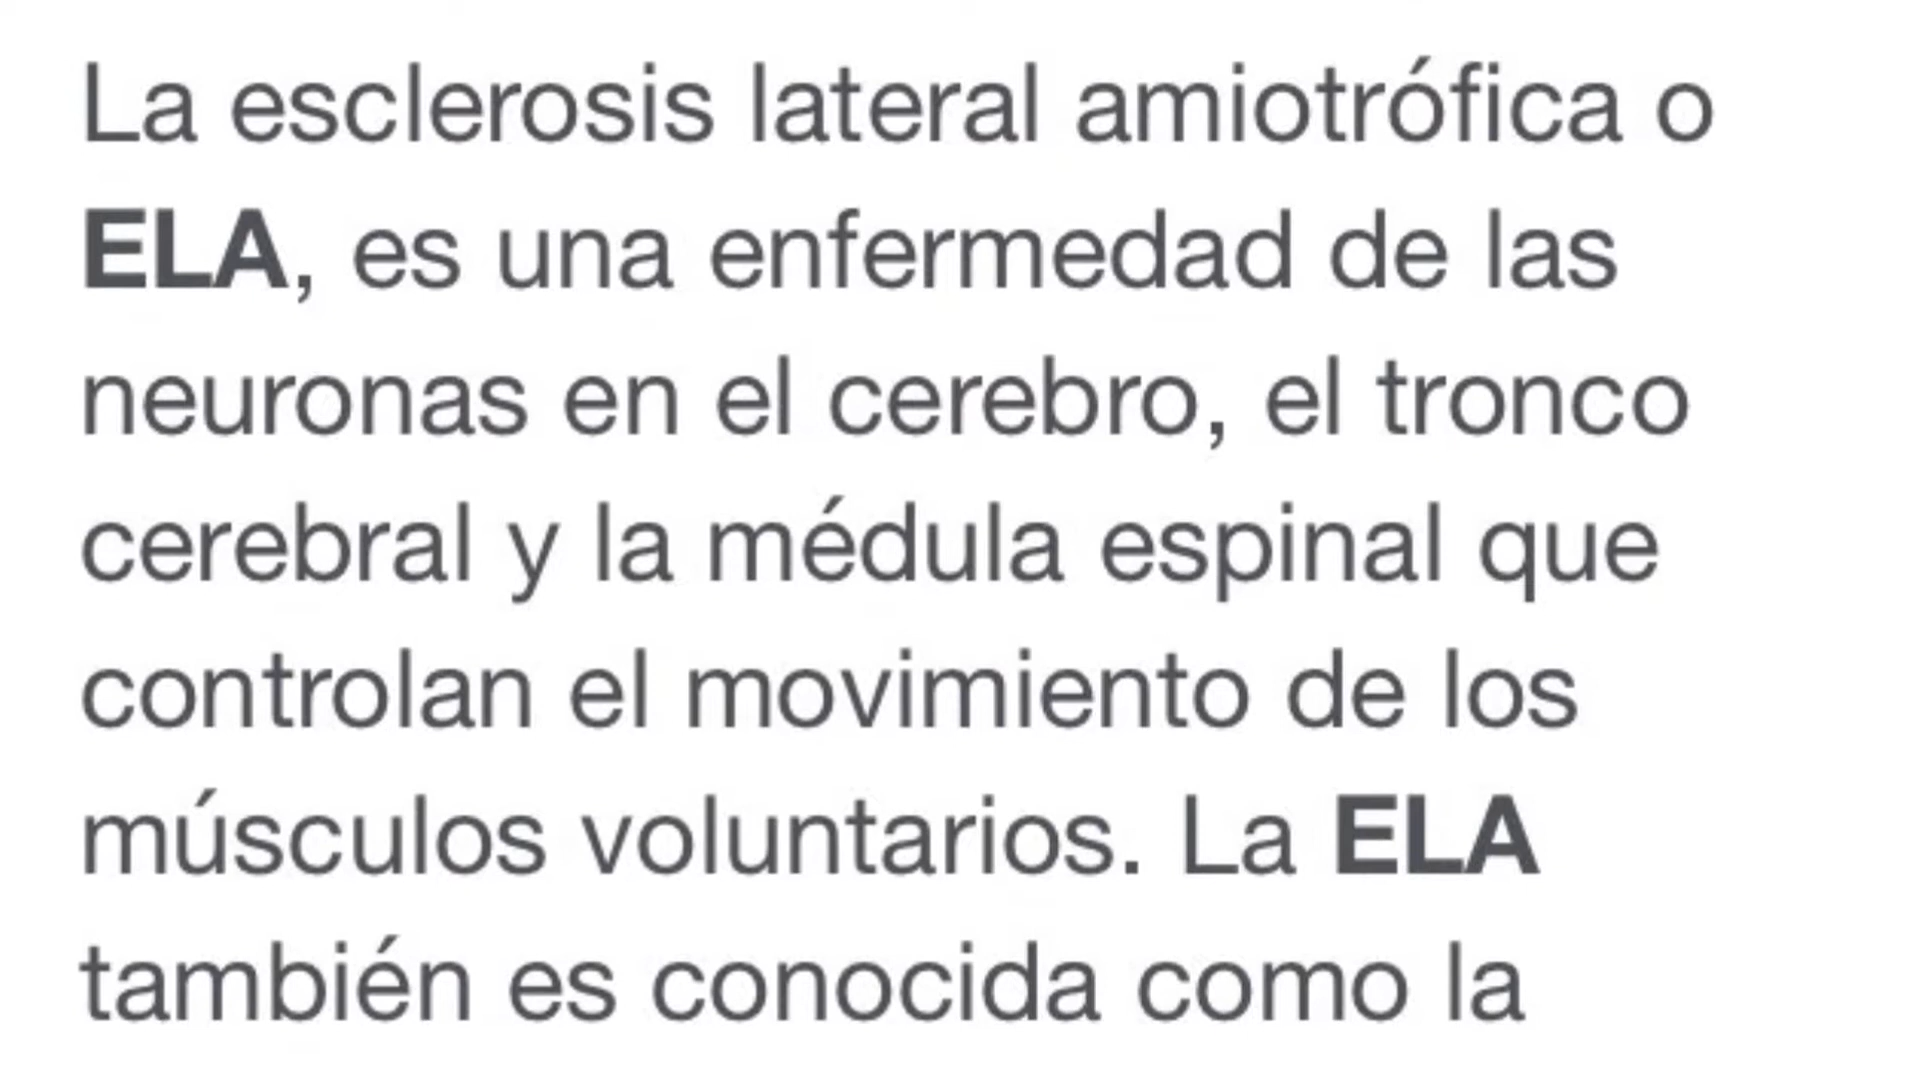 La esclerosis lateral amiotrófica o
ELA, es una enfermedad de las
neuronas en el cerebro, el tronco
cerebral y la médula espinal que
controlan el movimiento de los
músculos voluntarios. La ELA
también es conocida como la